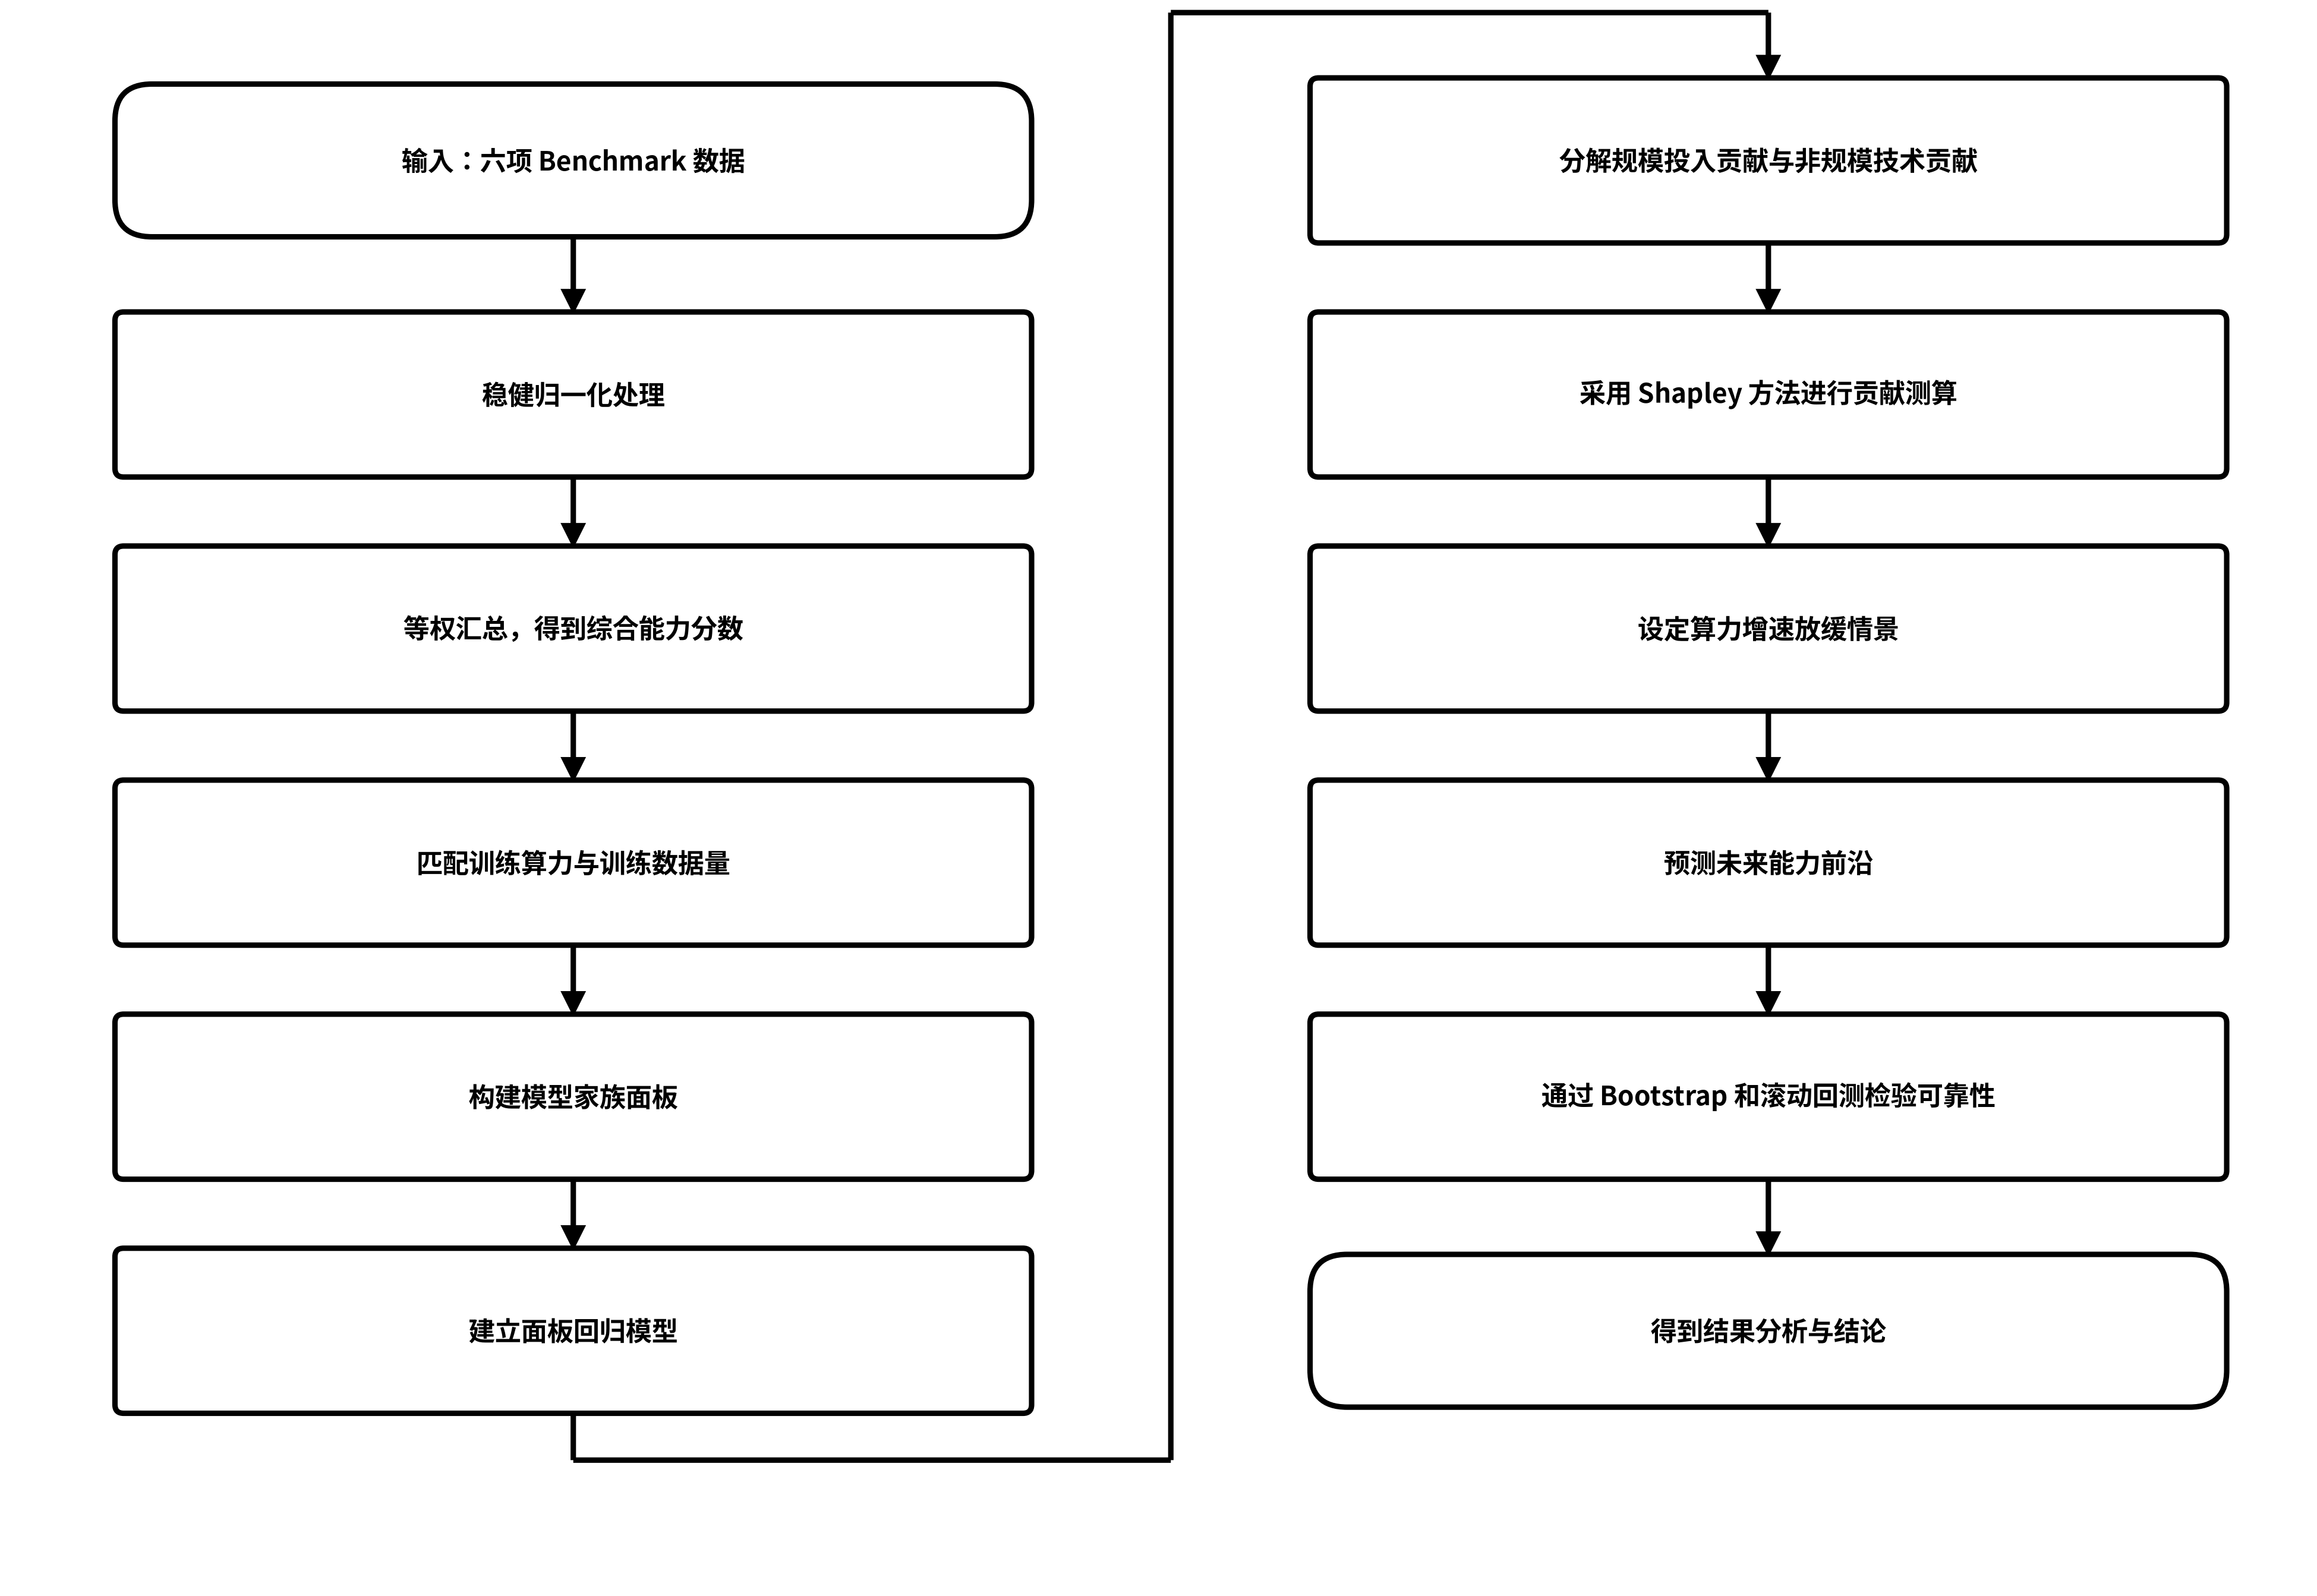 输入：六项 Benchmark 数据
稳健归一化处理
等权汇总，得到综合能力分数
匹配训练算力与训练数据量
构建模型家族面板
建立面板回归模型
分解规模投入贡献与非规模技术贡献
采用 Shapley 方法进行贡献测算
设定算力增速放缓情景
预测未来能力前沿
通过 Bootstrap 和滚动回测检验可靠性
得到结果分析与结论